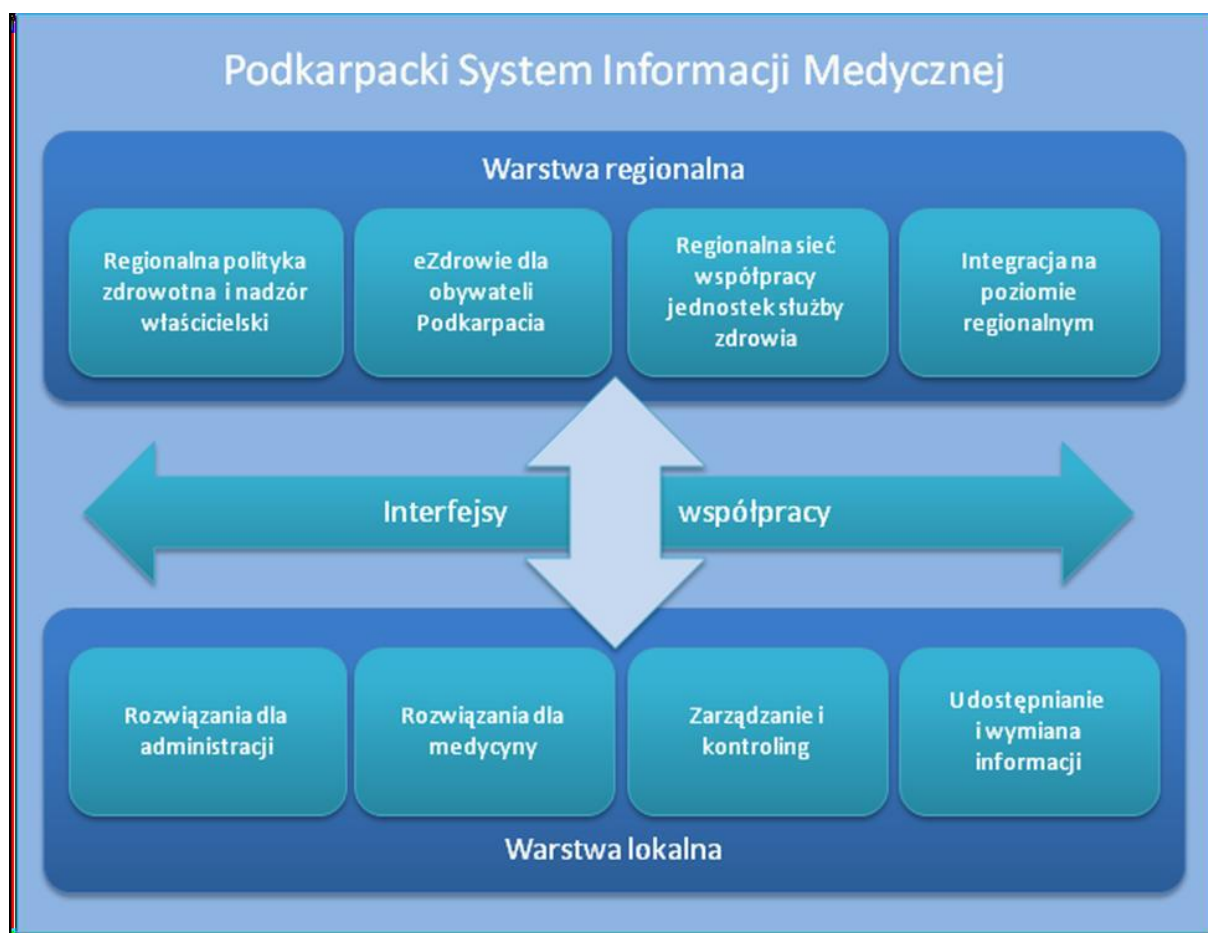 Podkarpacki System Informacji Medycznej
Warstwa regionalna
Regionalna polityka
zdrowotna i nadzór
właścicielski
eZdrowie dla
obywateli
Podkarpacia
Regionalna sieć
współpracy
jednostek służby
zdrowia
Integracja na
poziomie
regionalnym
Interfejsy współpracy
Rozwiązania dla
administracji
Rozwiązania dla
medycyny
Zarządzanie i
kontroling
Udostępnianie
i wymiana
informacji
Warstwa lokalna